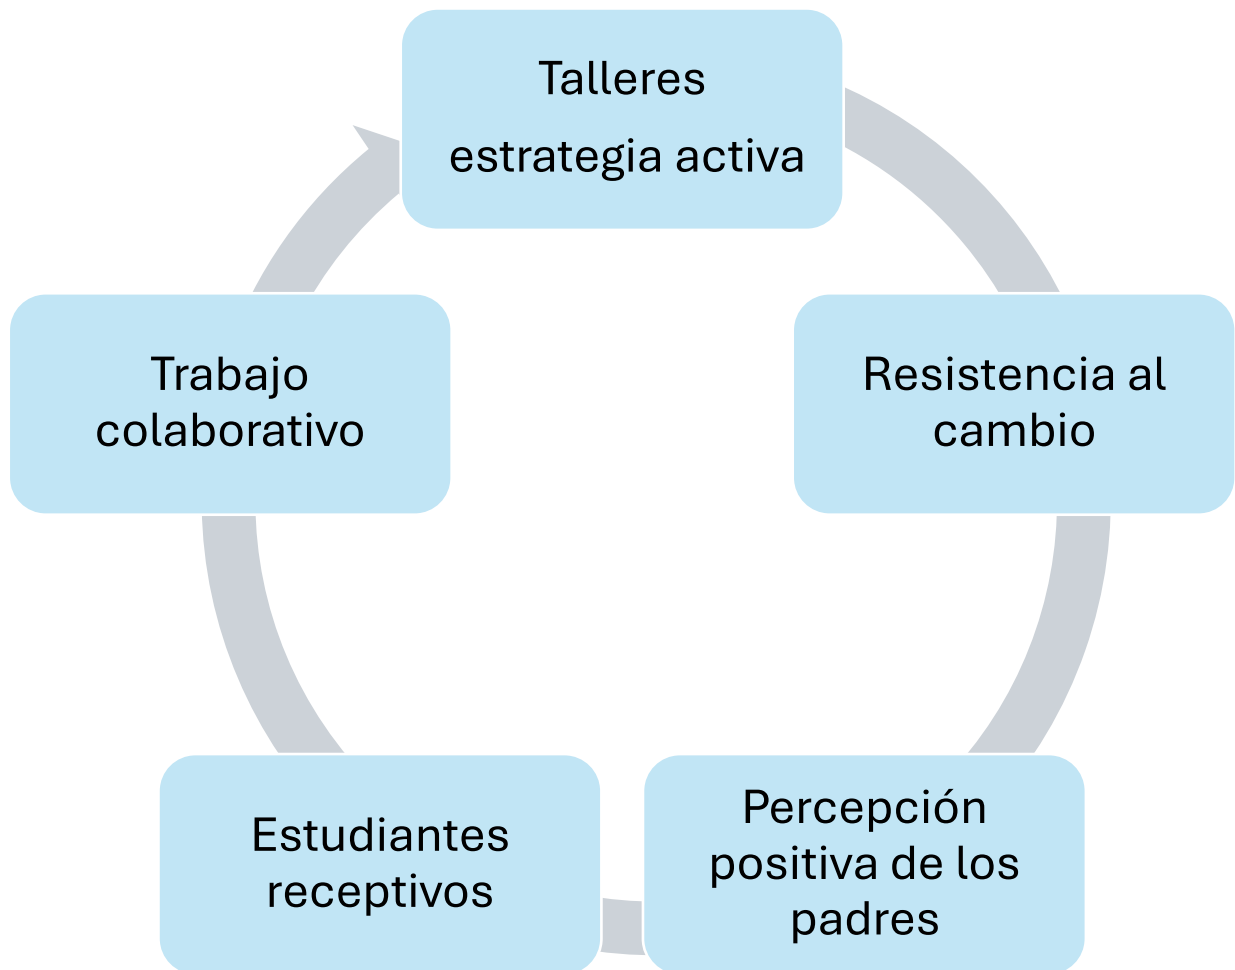 Talleres
estrategia activa
Resistencia al
cambio
Percepción
positiva de los
padres
Estudiantes
receptivos
Trabajo
colaborativo